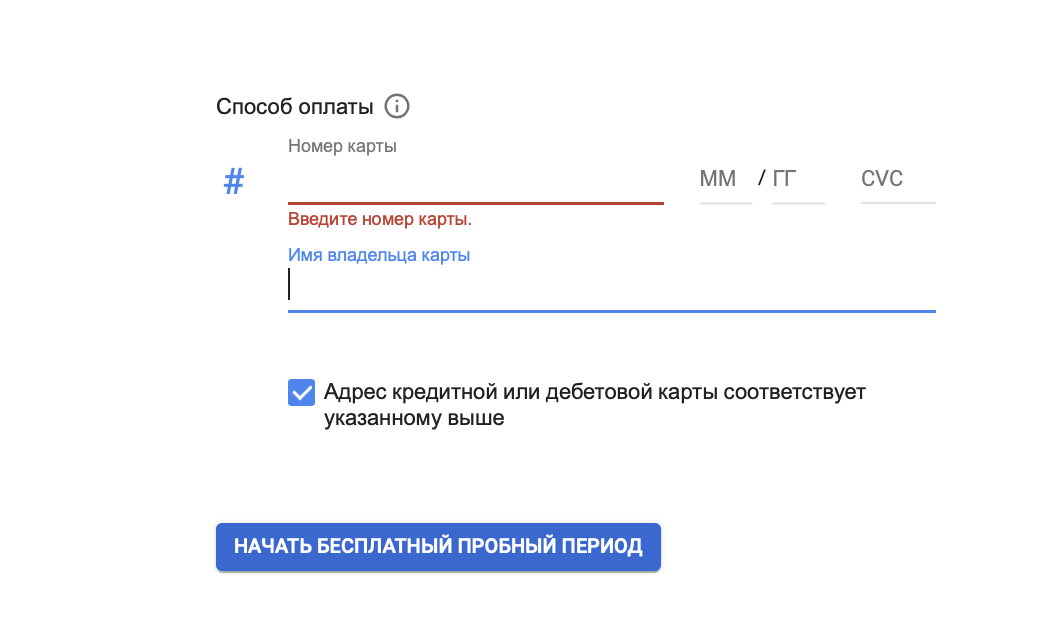 Способ оплаты
Номер карты
#
ММ / ГГ
CVC
Введите номер карты.
Имя владельца карты
Адрес кредитной или дебетовой карты соответствует
указанному выше
НАЧАТЬ БЕСПЛАТНЫЙ ПРОБНЫЙ ПЕРИОД